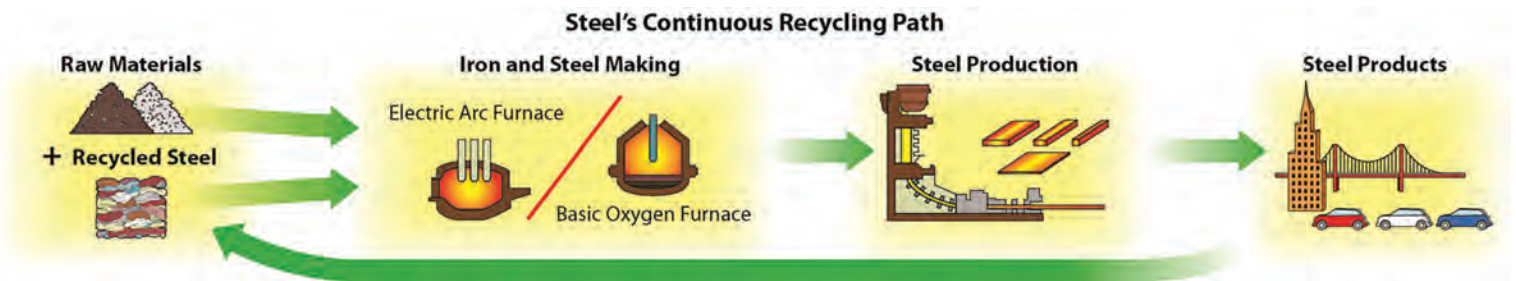 Steel's Continuous Recycling Path
Raw Materials
+ Recycled Steel
Iron and Steel Making
Electric Arc Furnace
Basic Oxygen Furnace
Steel Production
Steel Products